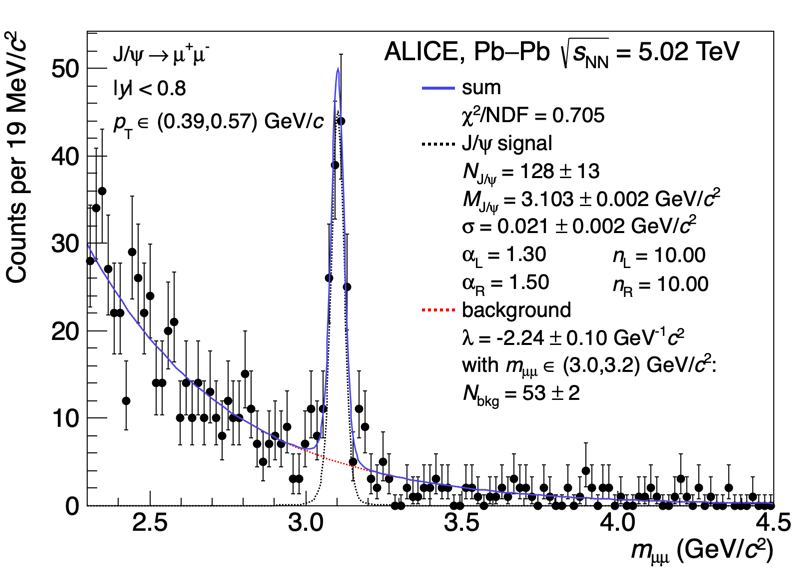 J/ψ → μ⁺μ⁻
|y| < 0.8
p_T ∈ (0.39,0.57) GeV/c
ALICE, Pb−Pb √s_NN = 5.02 TeV
sum
χ²/NDF = 0.705
J/ψ signal
N_J/ψ = 128 ± 13
M_J/ψ = 3.103 ± 0.002 GeV/c²
σ = 0.021 ± 0.002 GeV/c²
α_L = 1.30 n_L = 10.00
α_R = 1.50 n_R = 10.00
background
λ = -2.24 ± 0.10 GeV⁻¹c²
with m_μμ ∈ (3.0,3.2) GeV/c²:
N_bkg = 53 ± 2
Counts per 19 MeV/c²
50
40
30
20
10
0
2.5 3.0 3.5 4.0 4.5
m_μμ (GeV/c²)